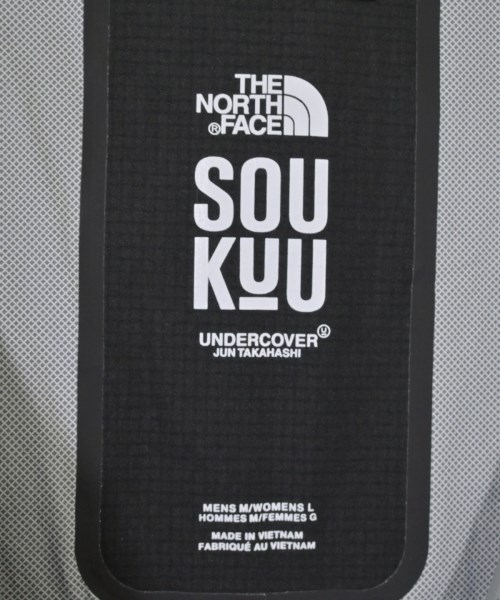 THE
NORTH
®FACE
SOU
KUU
UNDERCOVER Ⓤ
JUN TAKAHASHI
MENS M/WOMENS L
HOMMES M/FEMMES G
MADE IN VIETNAM
FABRIQUÉ AU VIETNAM